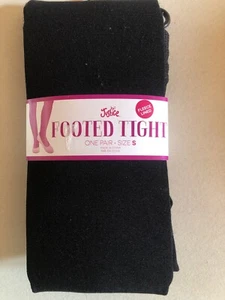 Justice
FLEECE
LINED
FOOTED TIGHT
ONE PAIR • SIZE S